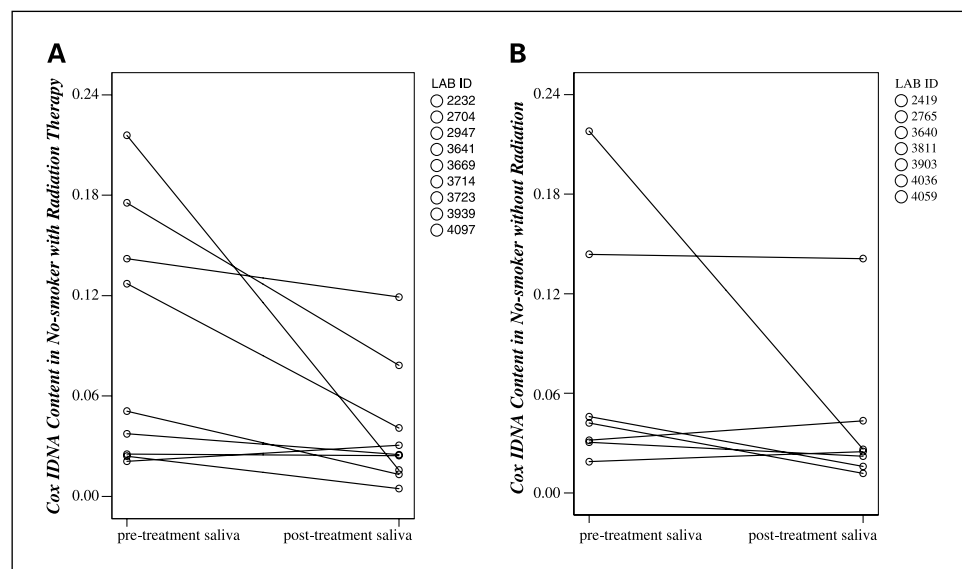 A
Cox IDNA Content in No-smoker with Radiation Therapy
0.24
0.18
0.12
0.06
0.00
pre-treatment saliva
post-treatment saliva
LAB ID
2232
2704
2947
3641
3669
3714
3723
3939
4097
B
Cox IDNA Content in No-smoker without Radiation
0.24
0.18
0.12
0.06
0.00
pre-treatment saliva
post-treatment saliva
LAB ID
2419
2765
3640
3811
3903
4036
4059